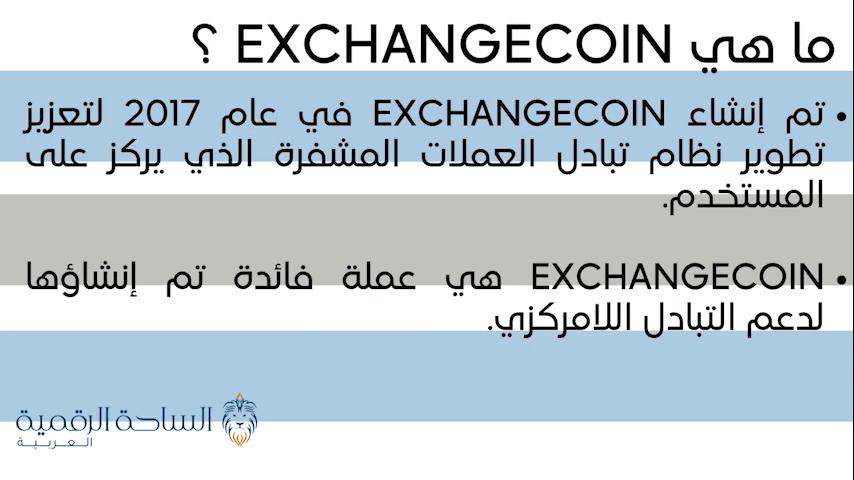 ما هي EXCHANGECOIN ؟
• تم إنشاء EXCHANGECOIN في عام 2017 لتعزيز
تطوير نظام تبادل العملات المشفرة الذي يركز على
المستخدم.
• EXCHANGECOIN هي عملة فائدة تم إنشاؤها
لدعم التبادل اللامركزي.
الساحة الرقمية
العربية